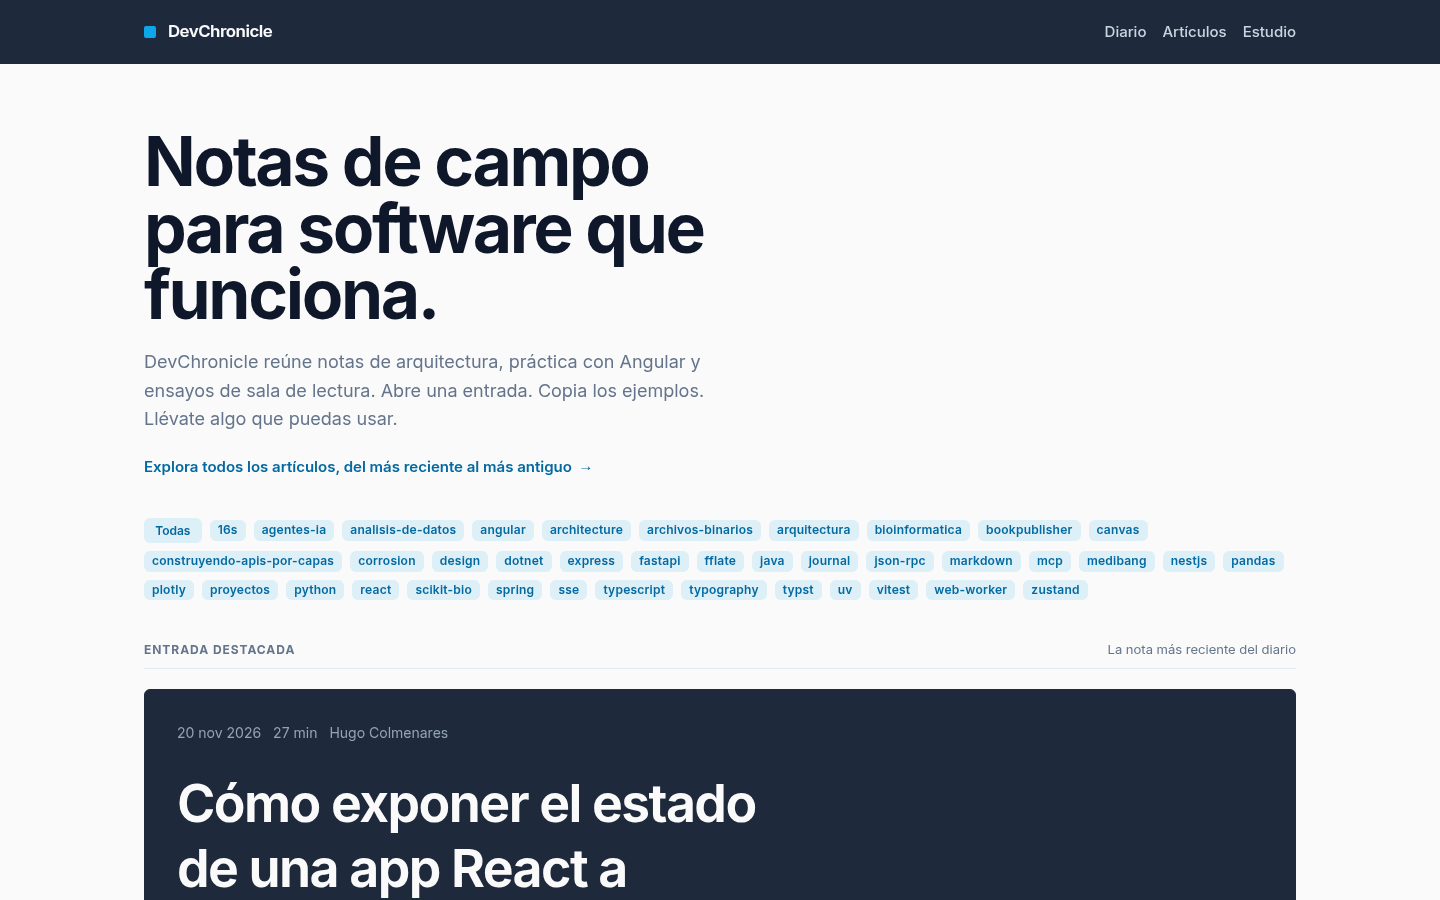 DevChronicle
Diario Artículos Estudio
Notas de campo
para software que
funciona.
DevChronicle reúne notas de arquitectura, práctica con Angular y
ensayos de sala de lectura. Abre una entrada. Copia los ejemplos.
Llévate algo que puedas usar.
Explora todos los artículos, del más reciente al más antiguo →
Todas 16s agentes-ia analisis-de-datos angular architecture archivos-binarios arquitectura bioinformatica bookpublisher canvas
construyendo-apis-por-capas corrosion design dotnet express fastapi fflate java journal json-rpc markdown mcp medibang nestjs pandas
plotly proyectos python react scikit-bio spring sse typescript typography typst uv vitest web-worker zustand
ENTRADA DESTACADA
La nota más reciente del diario
20 nov 2026 27 min Hugo Colmenares
Cómo exponer el estado
de una app React a